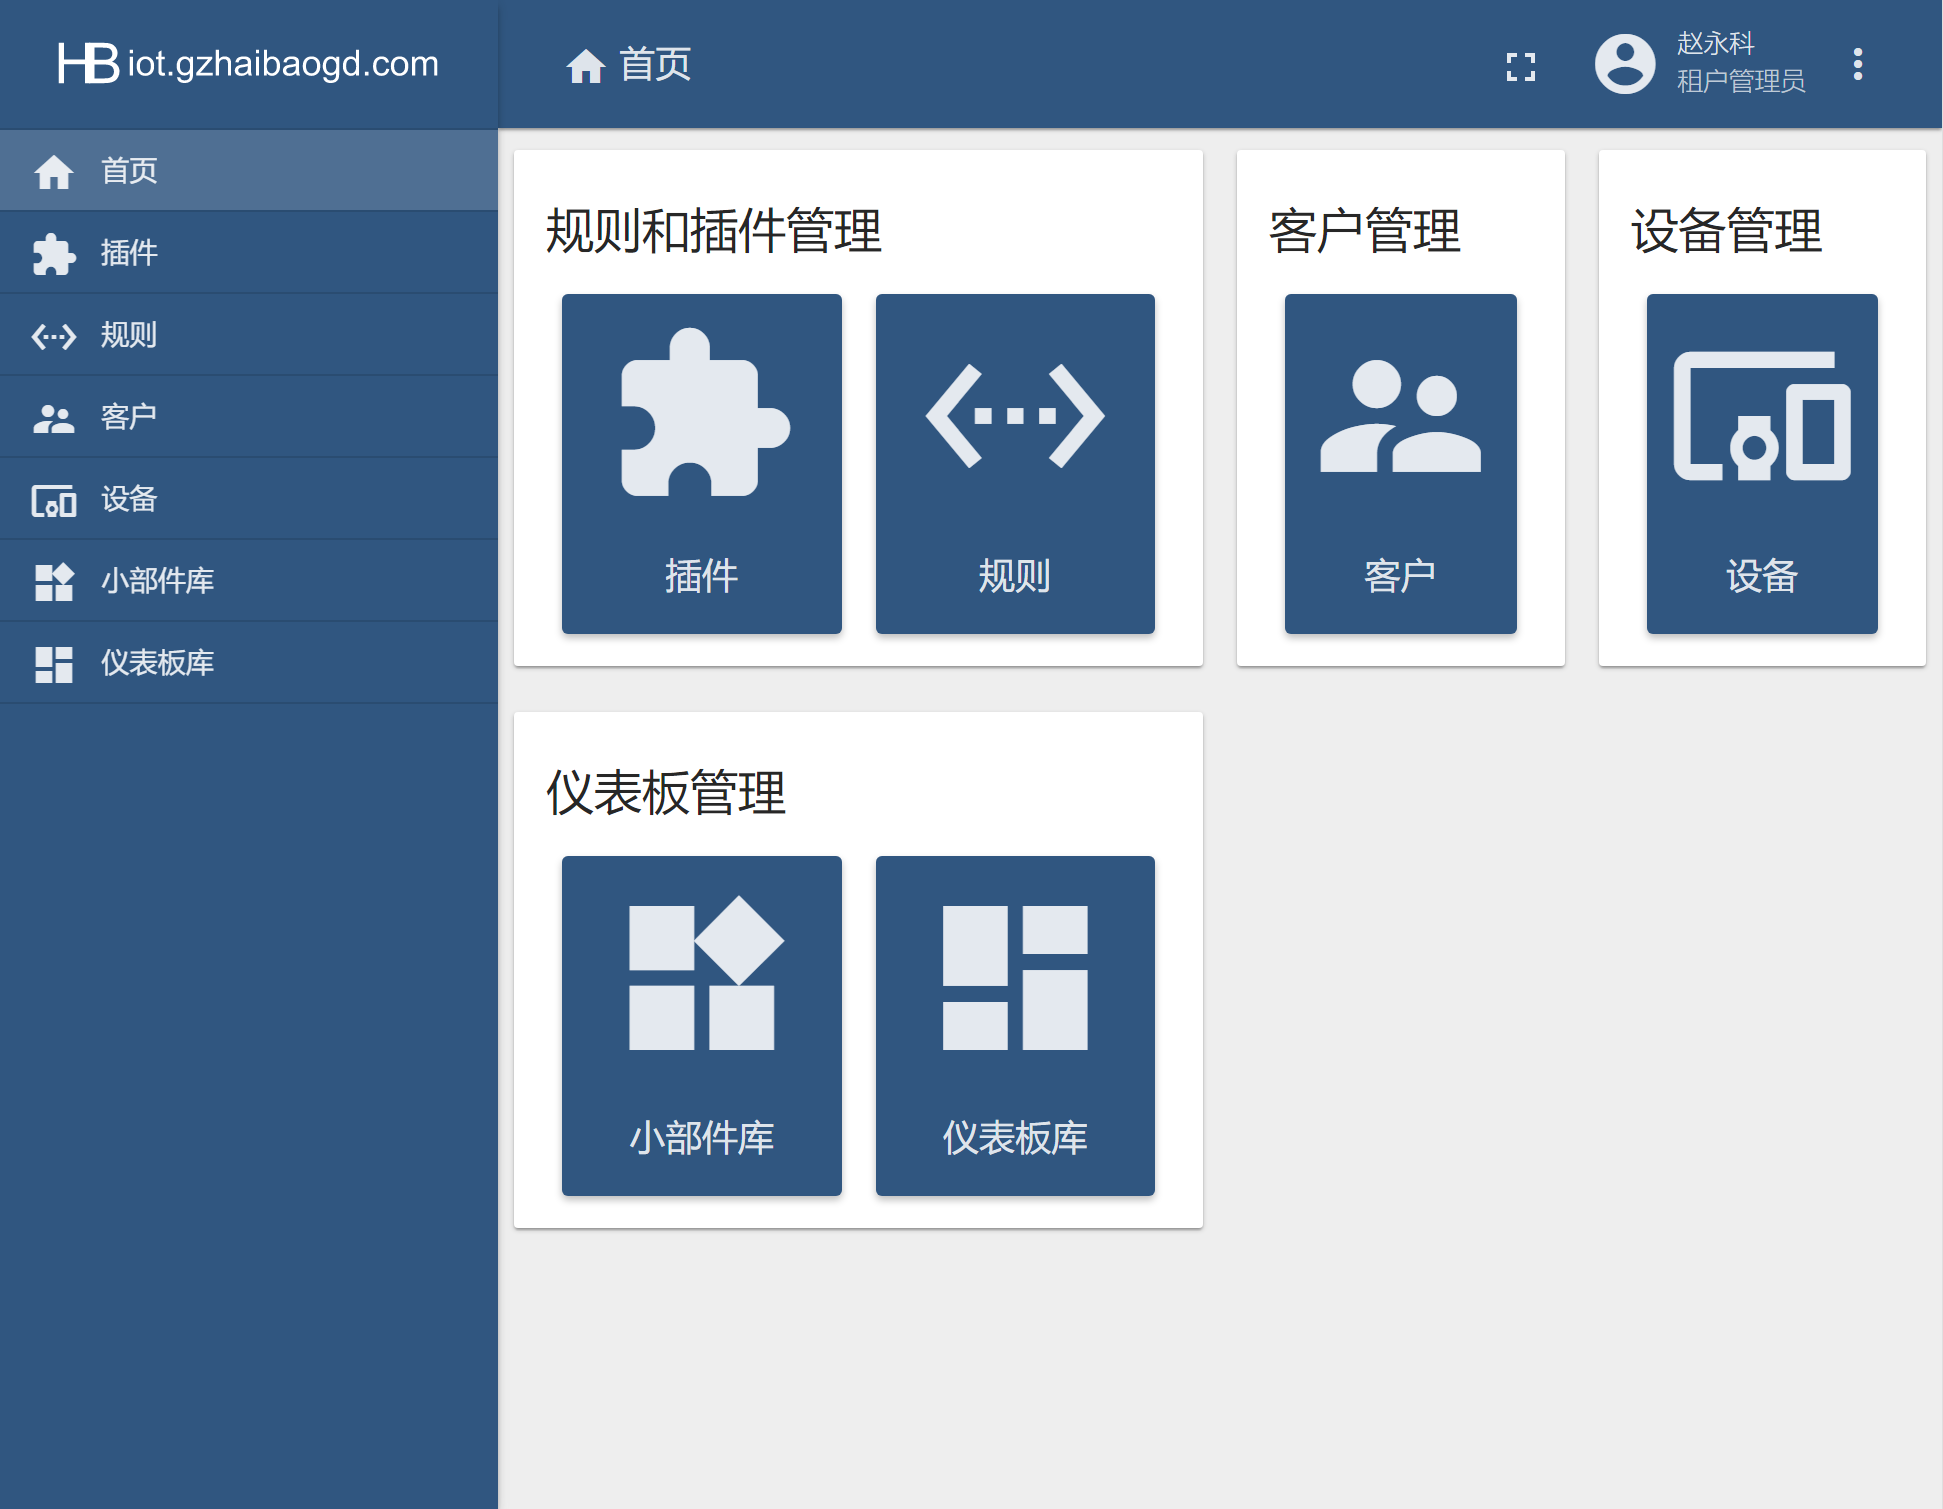 HB iot.gzhaibaogd.com
首页
赵永科
租户管理员
首页
插件
规则
客户
设备
小部件库
仪表板库
规则和插件管理
插件
规则
客户管理
客户
设备管理
设备
仪表板管理
小部件库
仪表板库